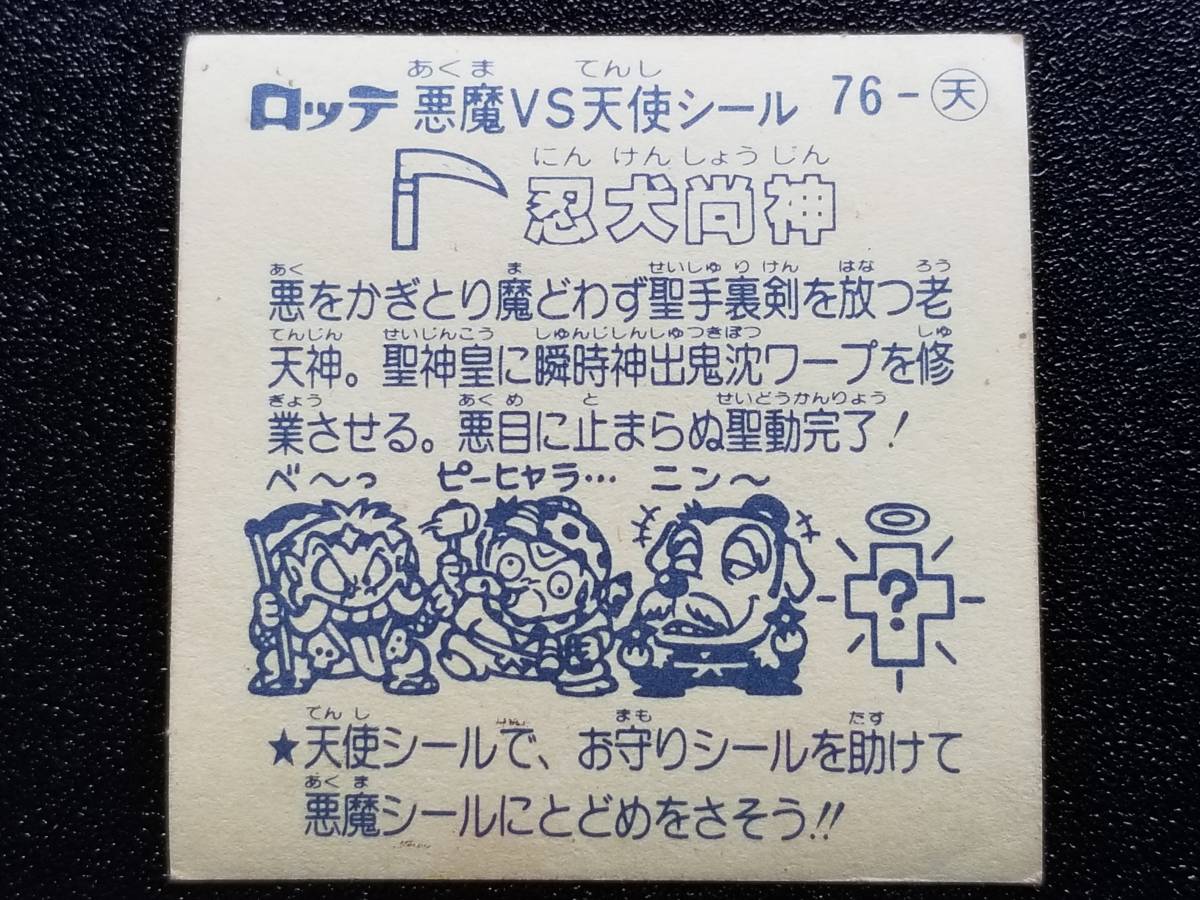 あくま てんし
ロッテ 悪魔VS天使シール 76-天
にんけんしょうじん
忍犬尚神
あく ま せいしゅりけん はな ろう
悪をかぎとり魔どわず聖手裏剣を放つ老
てんじん せいじんこう しゅんじしんしゅつきぼつ しゅ
天神。聖神皇に瞬時神出鬼沈ワープを修
ぎょう あくめ と せいどうかんりょう
業させる。悪目に止まらぬ聖動完了!
ベ〜っ ピーヒャラ… ニン〜
?
てんし まも たす
★天使シールで、お守りシールを助けて
あくま
悪魔シールにとどめをさそう!!